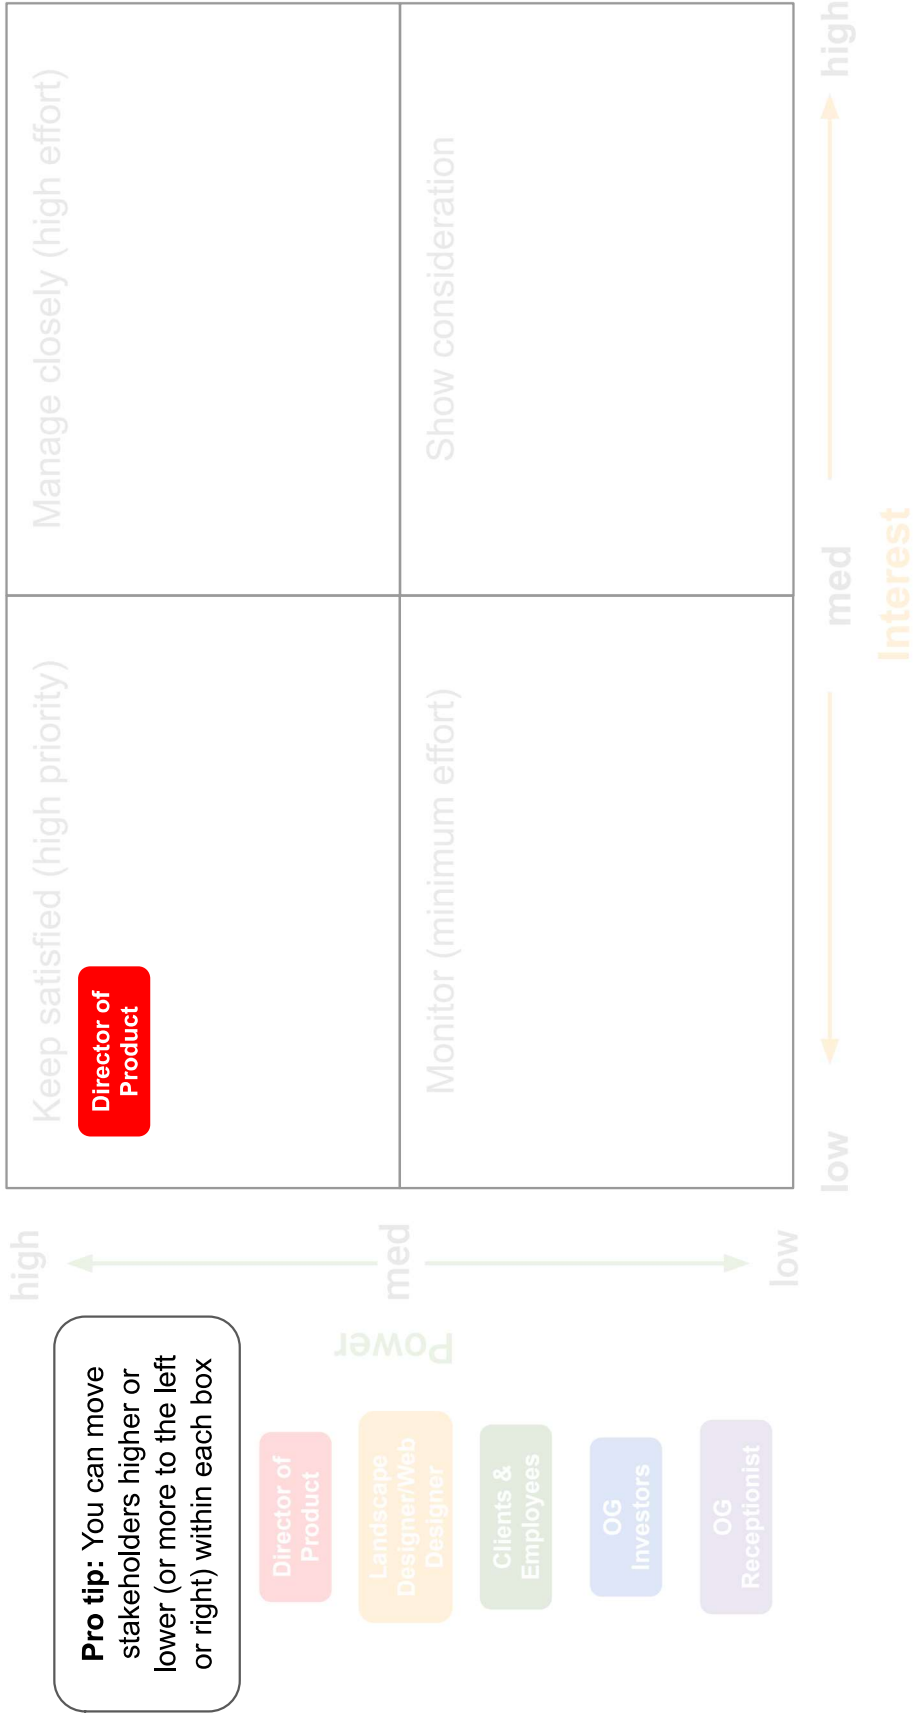 Pro tip: You can move
stakeholders higher or
lower (or more to the left
or right) within each box
Director of
Product
Landscape
Designer/Web
Designer
Clients &
Employees
OG
Investors
OG
Receptionist
Power
high
med
low
Keep satisfied (high priority)
Director of
Product
Manage closely (high effort)
Monitor (minimum effort)
Show consideration
low
med
high
Interest